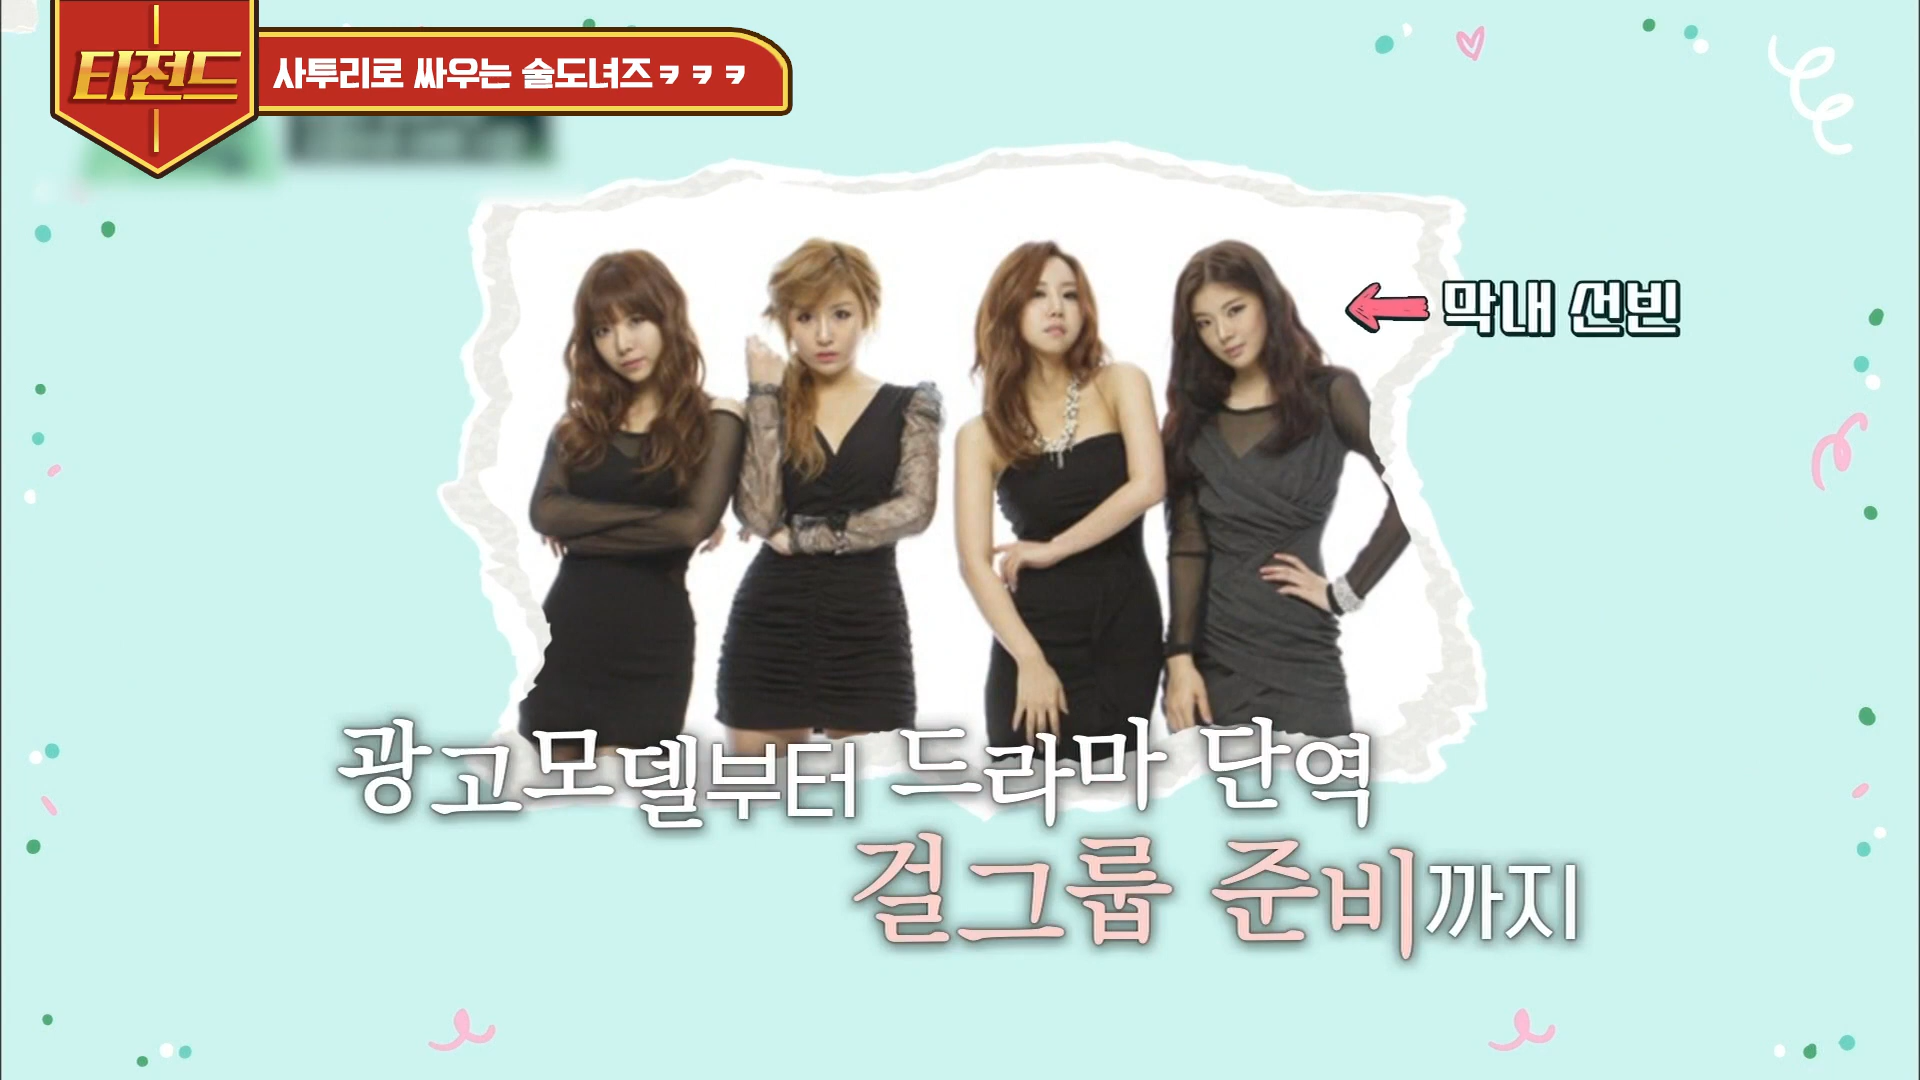 티전드
사투리로 싸우는 술도녀즈ㅋㅋㅋ
막내 선빈
광고모델부터 드라마 단역
걸그룹 준비까지